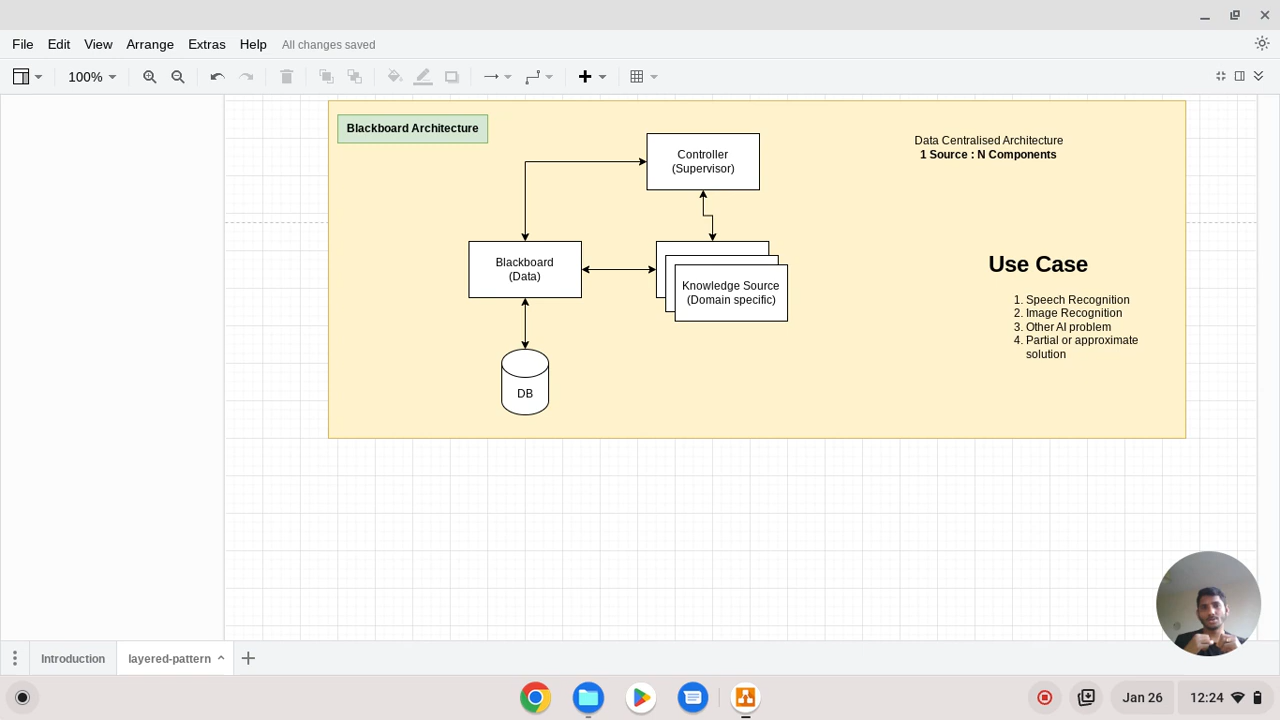 File Edit View Arrange Extras Help All changes saved
100%
Blackboard Architecture
Controller
(Supervisor)
Data Centralised Architecture
1 Source : N Components
Blackboard
(Data)
Knowledge Source
(Domain specific)
DB
Use Case
1. Speech Recognition
2. Image Recognition
3. Other AI problem
4. Partial or approximate
solution
Introduction layered-pattern
Jan 26 12:24